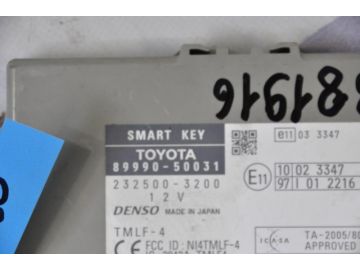 816188
SMART KEY
TOYOTA
89990-50031
232500-3200
12V
DENSO MADE IN JAPAN
TMLF-4
FCC ID: NI4TMLF-4
e11 03 3347
E11
10 02 3347
97 I 01 2216
ICASA
TA-2005/80
APPROVED